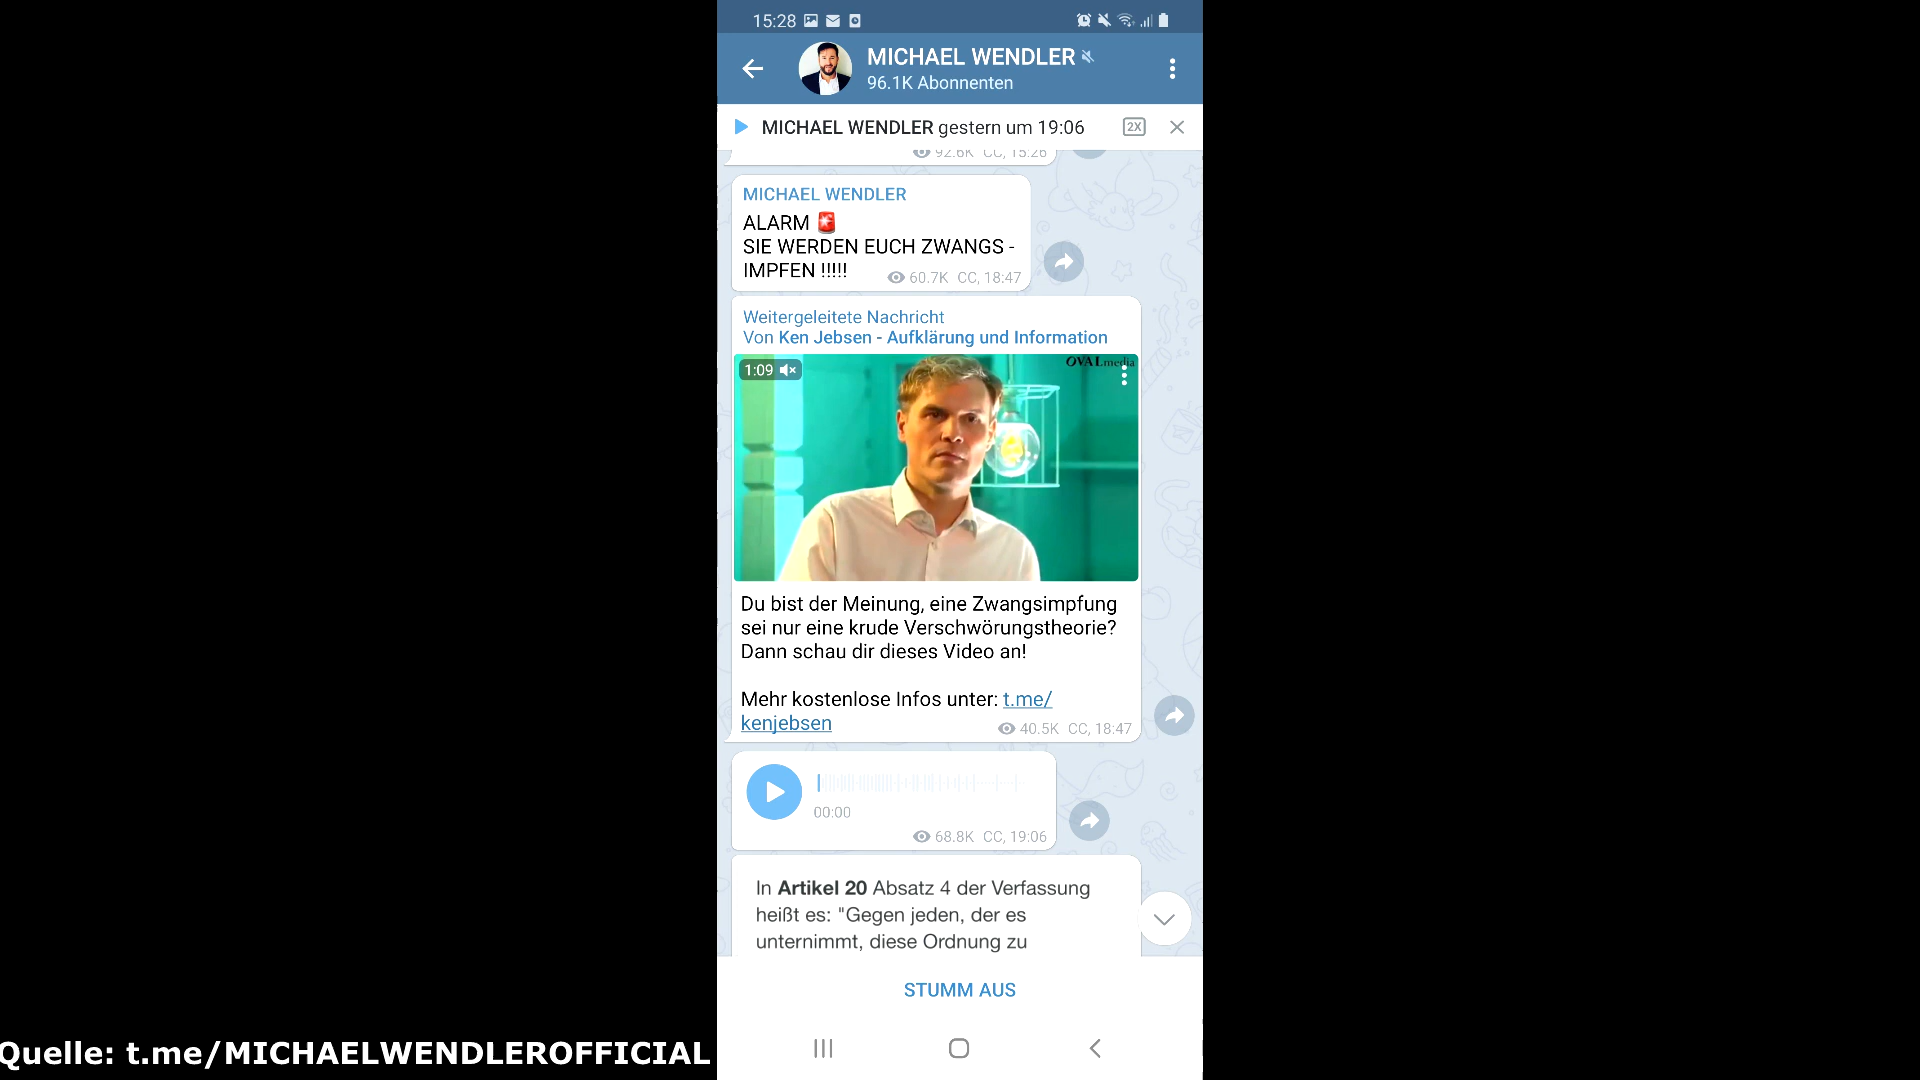 15:28
MICHAEL WENDLER
96.1K Abonnenten
MICHAEL WENDLER gestern um 19:06
2X
92.6K CC, 15:26
MICHAEL WENDLER
ALARM 🚨
SIE WERDEN EUCH ZWANGS -
IMPFEN !!!!!
60.7K CC, 18:47
Weitergeleitete Nachricht
Von Ken Jebsen - Aufklärung und Information
1:09
OVALmedia
Du bist der Meinung, eine Zwangsimpfung
sei nur eine krude Verschwörungstheorie?
Dann schau dir dieses Video an!
Mehr kostenlose Infos unter: t.me/
kenjebsen
40.5K CC, 18:47
00:00
68.8K CC, 19:06
In Artikel 20 Absatz 4 der Verfassung
heißt es: "Gegen jeden, der es
unternimmt, diese Ordnung zu
STUMM AUS
Quelle: t.me/MICHAELWENDLEROFFICIAL